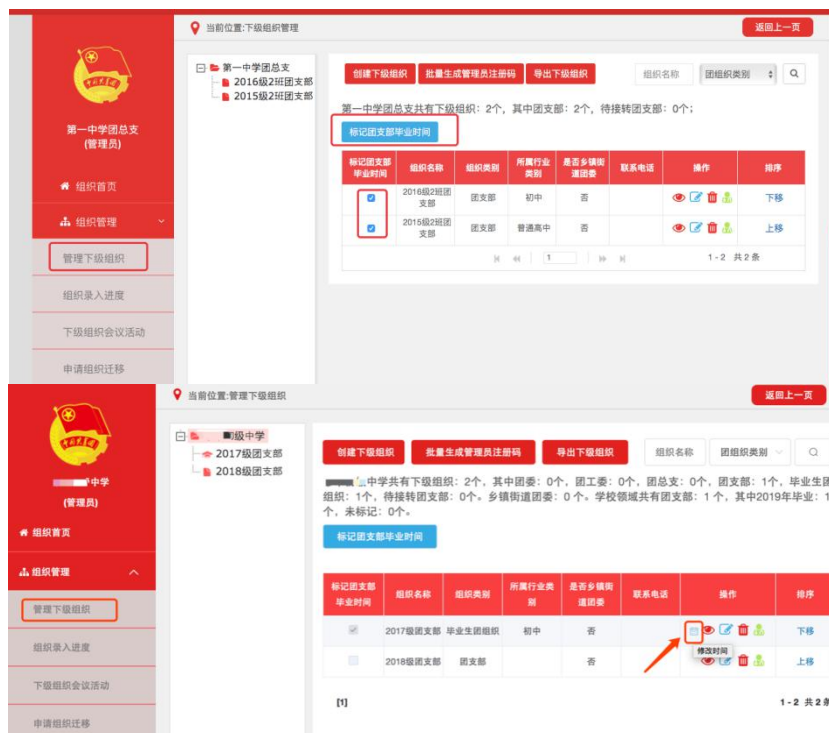 当前位置:下级组织管理
返回上一页
第一中学团总支
(管理员)
组织首页
组织管理
管理下级组织
组织录入进度
下级组织会议活动
申请组织迁移
第一中学团总支
2016级2班团支部
2015级2班团支部
创建下级组织 批量生成管理员注册码 导出下级组织 组织名称 团组织类别
第一中学团总支共有下级组织：2个，其中团支部：2个，待接转团支部：0个；
标记团支部毕业时间
标记团支部毕业时间 组织名称 组织类别 所属行业类别 是否乡镇街道团委 联系电话 操作 排序
2016级2班团支部 团支部 初中 否 下移
2015级2班团支部 团支部 普通高中 否 上移
1
1 - 2 共 2 条
当前位置:管理下级组织
返回上一页
中学
(管理员)
组织首页
组织管理
管理下级组织
组织录入进度
下级组织会议活动
申请组织迁移
级中学
2017级团支部
2018级团支部
创建下级组织 批量生成管理员注册码 导出下级组织 组织名称 团组织类别
中学共有下级组织：2个，其中团委：0个，团工委：0个，团总支：0个，团支部：1个，毕业生团
组织：1个，待接转团支部：0个。乡镇街道团委：0 个。学校领域共有团支部：1 个，其中2019年毕业：1
个，未标记：0个。
标记团支部毕业时间
标记团支部毕业时间 组织名称 组织类别 所属行业类别 是否乡镇街道团委 联系电话 操作 排序
2017级团支部 毕业生团组织 初中 否 下移
修改时间
2018级团支部 团支部 否 上移
[1]
1 - 2 共 2 条